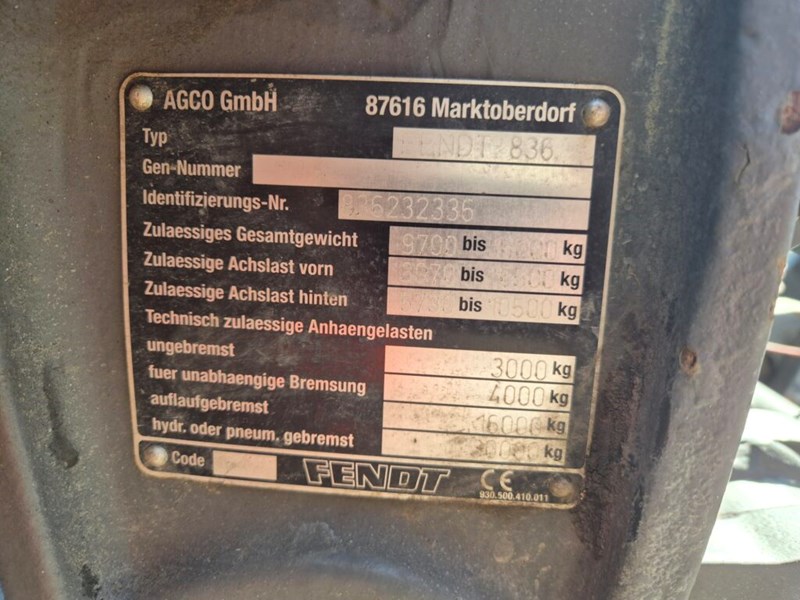 AGCO GmbH 87616 Marktoberdorf
Typ FENDT 836
Gen-Nummer
Identifizierungs-Nr.
Zulaessiges Gesamtgewicht 9700 bis kg
Zulaessige Achslast vorn bis kg
Zulaessige Achslast hinten bis 10500 kg
Technisch zulaessige Anhaengelasten
ungebremst 3000 kg
fuer unabhaengige Bremsung 4000 kg
auflaufgebremst 16000 kg
hydr. oder pneum. gebremst kg
Code FENDT CE
930.500.410.011